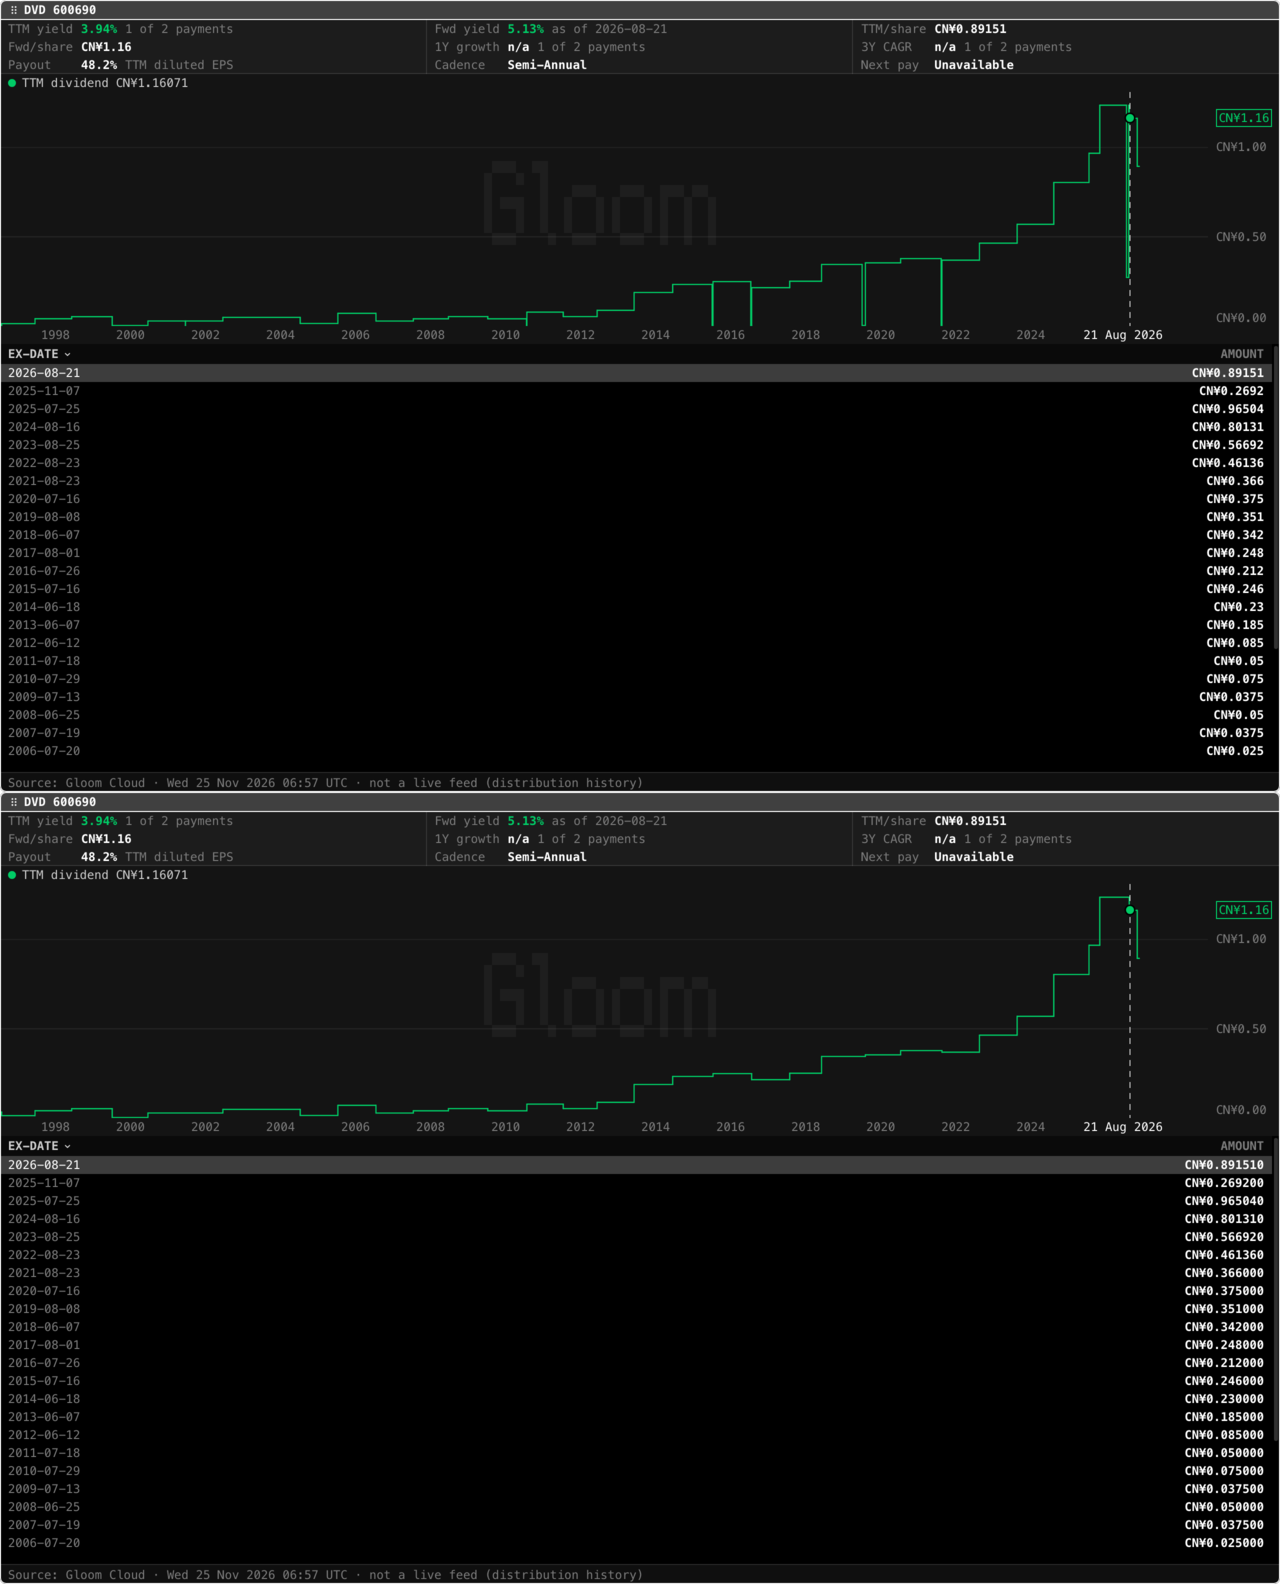 ⠿ DVD 600690
TTM yield 3.94% 1 of 2 payments Fwd yield 5.13% as of 2026-08-21 TTM/share CN¥0.89151
Fwd/share CN¥1.16 1Y growth n/a 1 of 2 payments 3Y CAGR n/a 1 of 2 payments
Payout 48.2% TTM diluted EPS Cadence Semi-Annual Next pay Unavailable
● TTM dividend CN¥1.16071
CN¥1.16
CN¥1.00
Gloom
CN¥0.50
CN¥0.00
1998 2000 2002 2004 2006 2008 2010 2012 2014 2016 2018 2020 2022 2024 21 Aug 2026
EX-DATE ⌄ AMOUNT
2026-08-21 CN¥0.89151
2025-11-07 CN¥0.2692
2025-07-25 CN¥0.96504
2024-08-16 CN¥0.80131
2023-08-25 CN¥0.56692
2022-08-23 CN¥0.46136
2021-08-23 CN¥0.366
2020-07-16 CN¥0.375
2019-08-08 CN¥0.351
2018-06-07 CN¥0.342
2017-08-01 CN¥0.248
2016-07-26 CN¥0.212
2015-07-16 CN¥0.246
2014-06-18 CN¥0.23
2013-06-07 CN¥0.185
2012-06-12 CN¥0.085
2011-07-18 CN¥0.05
2010-07-29 CN¥0.075
2009-07-13 CN¥0.0375
2008-06-25 CN¥0.05
2007-07-19 CN¥0.0375
2006-07-20 CN¥0.025
Source: Gloom Cloud · Wed 25 Nov 2026 06:57 UTC · not a live feed (distribution history)
⠿ DVD 600690
TTM yield 3.94% 1 of 2 payments Fwd yield 5.13% as of 2026-08-21 TTM/share CN¥0.89151
Fwd/share CN¥1.16 1Y growth n/a 1 of 2 payments 3Y CAGR n/a 1 of 2 payments
Payout 48.2% TTM diluted EPS Cadence Semi-Annual Next pay Unavailable
● TTM dividend CN¥1.16071
CN¥1.16
CN¥1.00
Gloom
CN¥0.50
CN¥0.00
1998 2000 2002 2004 2006 2008 2010 2012 2014 2016 2018 2020 2022 2024 21 Aug 2026
EX-DATE ⌄ AMOUNT
2026-08-21 CN¥0.891510
2025-11-07 CN¥0.269200
2025-07-25 CN¥0.965040
2024-08-16 CN¥0.801310
2023-08-25 CN¥0.566920
2022-08-23 CN¥0.461360
2021-08-23 CN¥0.366000
2020-07-16 CN¥0.375000
2019-08-08 CN¥0.351000
2018-06-07 CN¥0.342000
2017-08-01 CN¥0.248000
2016-07-26 CN¥0.212000
2015-07-16 CN¥0.246000
2014-06-18 CN¥0.230000
2013-06-07 CN¥0.185000
2012-06-12 CN¥0.085000
2011-07-18 CN¥0.050000
2010-07-29 CN¥0.075000
2009-07-13 CN¥0.037500
2008-06-25 CN¥0.050000
2007-07-19 CN¥0.037500
2006-07-20 CN¥0.025000
Source: Gloom Cloud · Wed 25 Nov 2026 06:57 UTC · not a live feed (distribution history)